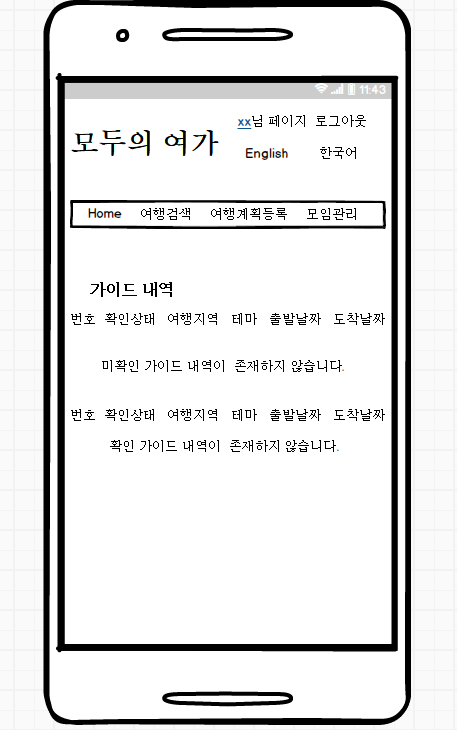 11:43
xx님 페이지 로그아웃
모두의 여가
English 한국어
Home 여행검색 여행계획등록 모임관리
가이드 내역
번호 확인상태 여행지역 테마 출발날짜 도착날짜
미확인 가이드 내역이 존재하지 않습니다.
번호 확인상태 여행지역 테마 출발날짜 도착날짜
확인 가이드 내역이 존재하지 않습니다.